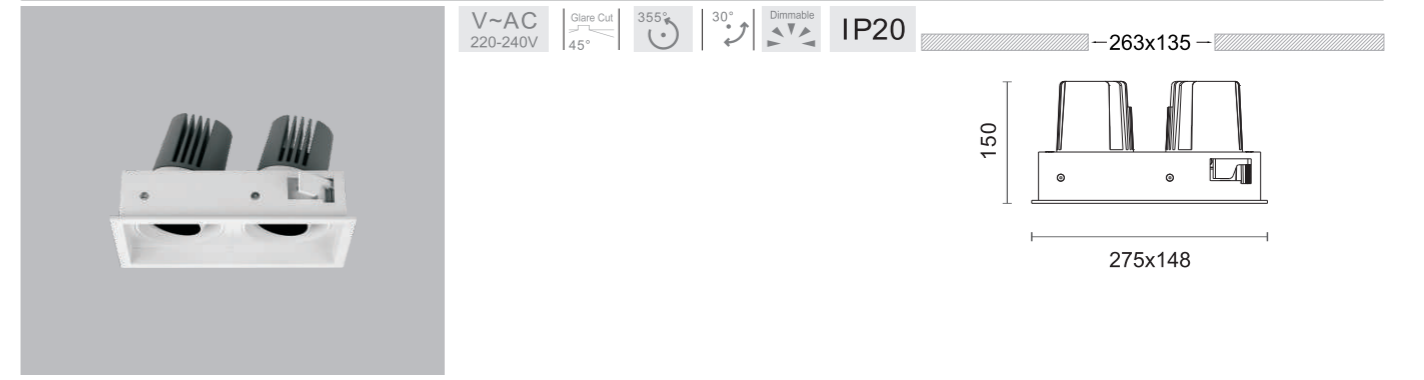 V~AC
220-240V
Glare Cut
45°
355°
30°
Dimmable
IP20
263x135
150
275x148